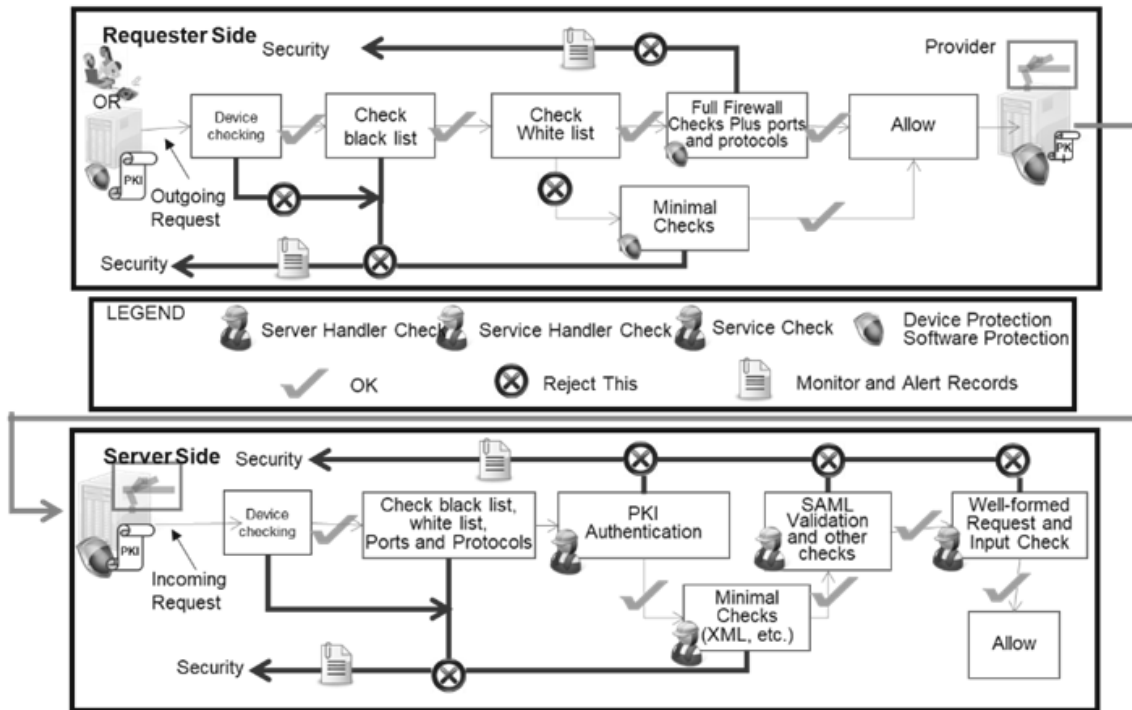 Requester Side
Security
Provider
OR
Device
checking
Check
black list
Check
White list
Full Firewall
Checks Plus ports
and protocols
Allow
PKI
PK
I
Outgoing
Request
Minimal
Checks
Security
LEGEND
Server Handler Check
Service Handler Check
Service Check
Device Protection
Software Protection
OK
Reject This
Monitor and Alert Records
Server Side
Security
Device
checking
Check black list,
white list,
Ports and Protocols
PKI
Authentication
SAML
Validation
and other
checks
Well-formed
Request and
Input Check
PKI
Incoming
Request
Minimal
Checks
(XML, etc.)
Allow
Security